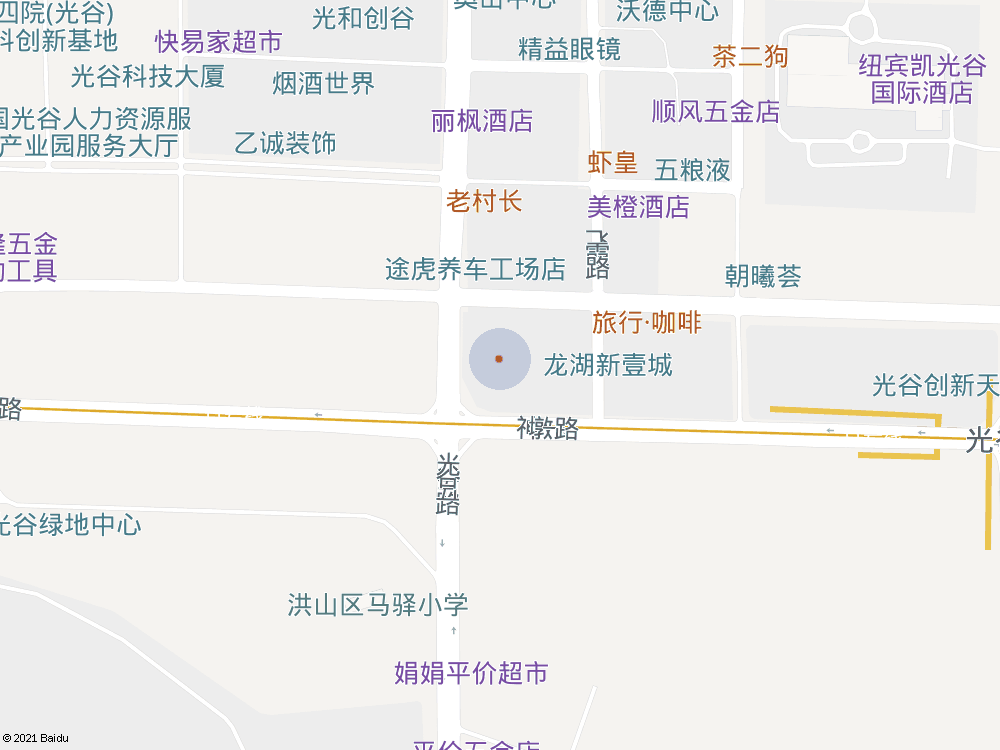 四院(光谷)
科创新基地
光和创谷
沃德中心
快易家超市
精益眼镜
茶二狗
纽宾凯光谷
国际酒店
光谷科技大厦
烟酒世界
国光谷人力资源服
产业园服务大厅
丽枫酒店
顺风五金店
乙诚装饰
虾皇
五粮液
老村长
美橙酒店
飞霞路
隆五金
工具
途虎养车工场店
朝曦荟
旅行·咖啡
龙湖新壹城
光谷创新天
路
神敦路
光谷
光谷路
光谷绿地中心
洪山区马驿小学
娟娟平价超市
平价五金店
© 2021 Baidu